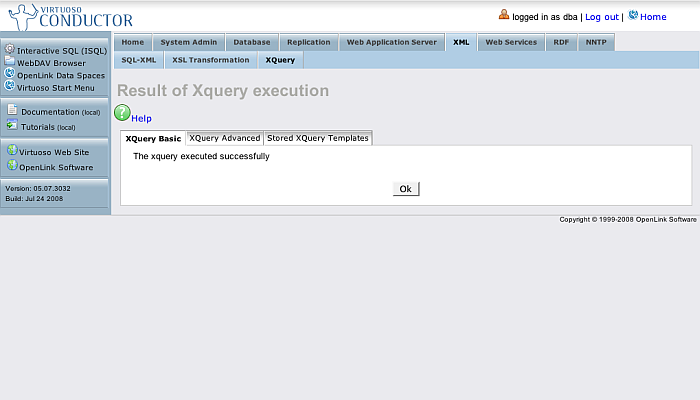 VIRTUOSO
CONDUCTOR
logged in as dba | Log out | Home
Interactive SQL (ISQL)
WebDAV Browser
OpenLink Data Spaces
Virtuoso Start Menu
Documentation (local)
Tutorials (local)
Virtuoso Web Site
OpenLink Software
Version: 05.07.3032
Build: Jul 24 2008
Home System Admin Database Replication Web Application Server XML Web Services RDF NNTP
SQL-XML XSL Transformation XQuery
Result of Xquery execution
? Help
XQuery Basic XQuery Advanced Stored XQuery Templates
The xquery executed successfully
Ok
Copyright © 1999-2008 OpenLink Software